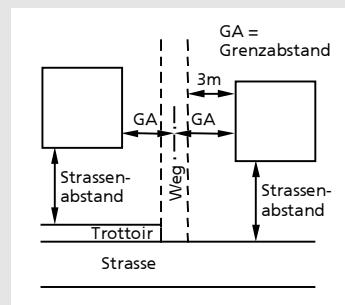 GA =
Grenzabstand
3m
GA
GA
Weg
Strassen-
abstand
Strassen-
abstand
Trottoir
Strasse